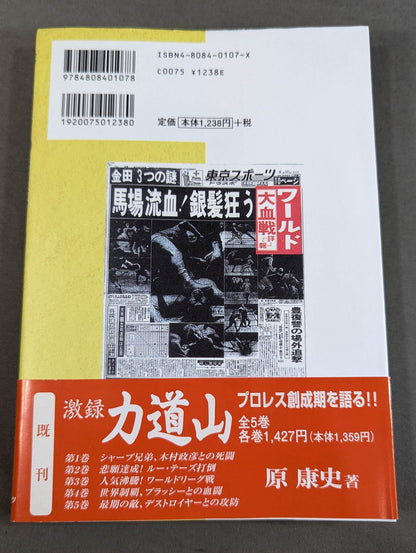 ISBN4-8084-0107-X
C0075 ¥1238E
9784808401078
1920075012380
定価 本体1,238円+税
金田3つの謎
東京スポーツ
馬場流血!銀髪狂う
ワールド
大血戦
豊復讐の場外追撃
既刊
激録 力道山
プロレス創成期を語る!!
全5巻
各巻1,427円(本体1,359円)
第1巻 シャープ兄弟、木村政彦との死闘
第2巻 悲願達成!ルー・テーズ打倒
第3巻 人気沸騰!ワールドリーグ戦
第4巻 世界制覇、ブラッシーとの血闘
第5巻 最期の敵、デストロイヤーとの攻防
原 康史著